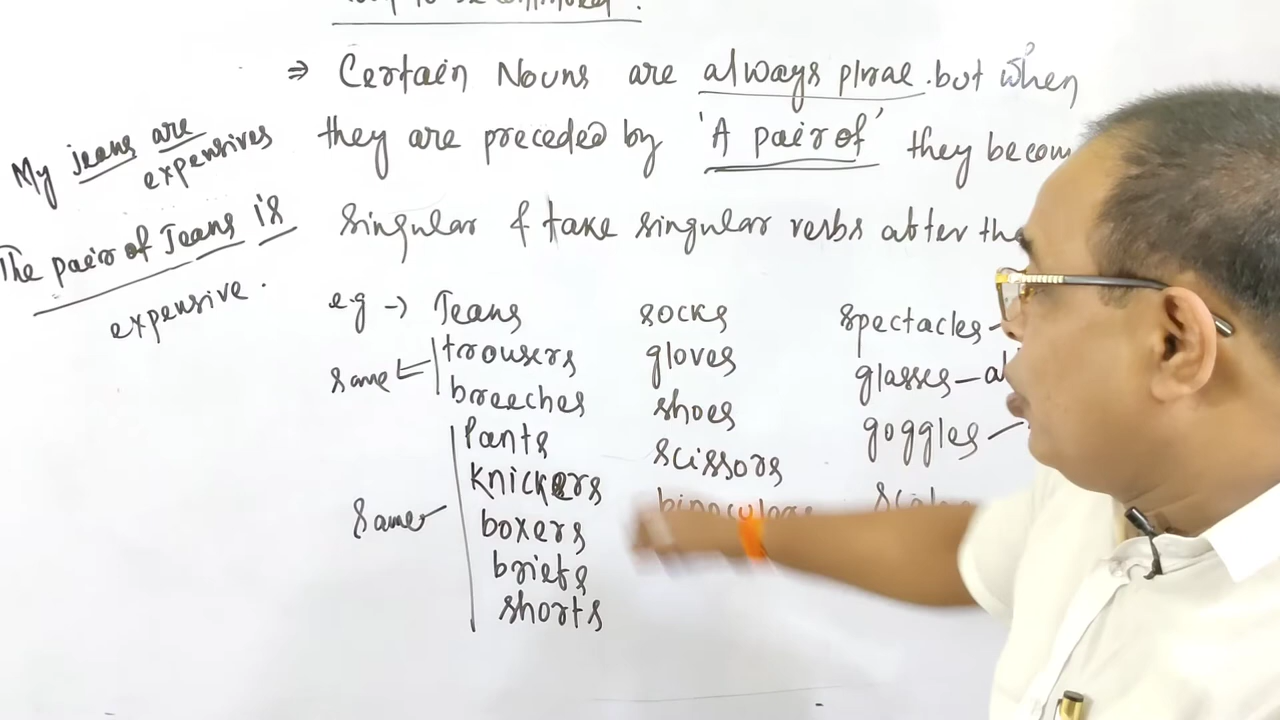 ⇒ Certain Nouns are always plural. but when
they are preceded by 'A pair of' they becom
singular & take singular verbs after the
My jeans are
expensives
The pair of Jeans is
expensive.
e.g → Jeans
trousers
same
breeches
Pants
Knickers
same
boxers
briefs
shorts
socks
gloves
shoes
scissors
binoculars
spectacles -
glasses -
goggles -